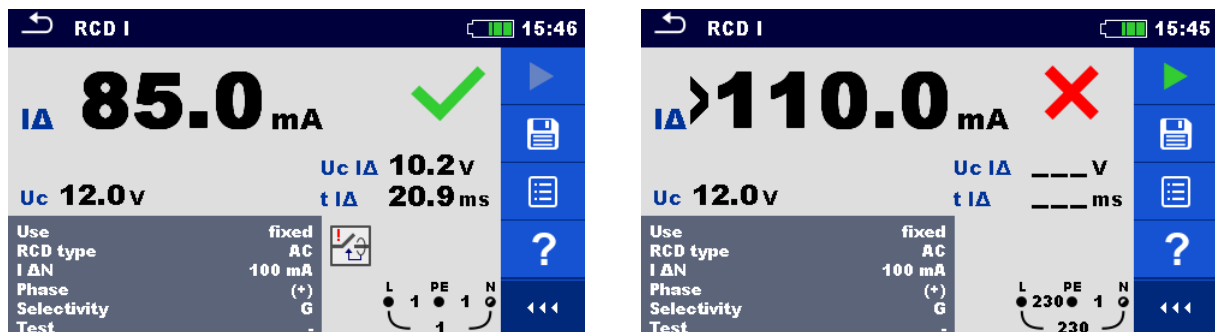 RCD I 15:46
IΔ 85.0 mA
Uc IΔ 10.2 V
Uc 12.0 V t IΔ 20.9 ms
Use fixed
RCD type AC
I ΔN 100 mA
Phase (+)
Selectivity G
Test -
L PE N
1 1
1
?
RCD I 15:45
IΔ >110.0 mA
Uc IΔ ___ V
Uc 12.0 V t IΔ ___ ms
Use fixed
RCD type AC
I ΔN 100 mA
Phase (+)
Selectivity G
Test -
L PE N
230 1
230
?